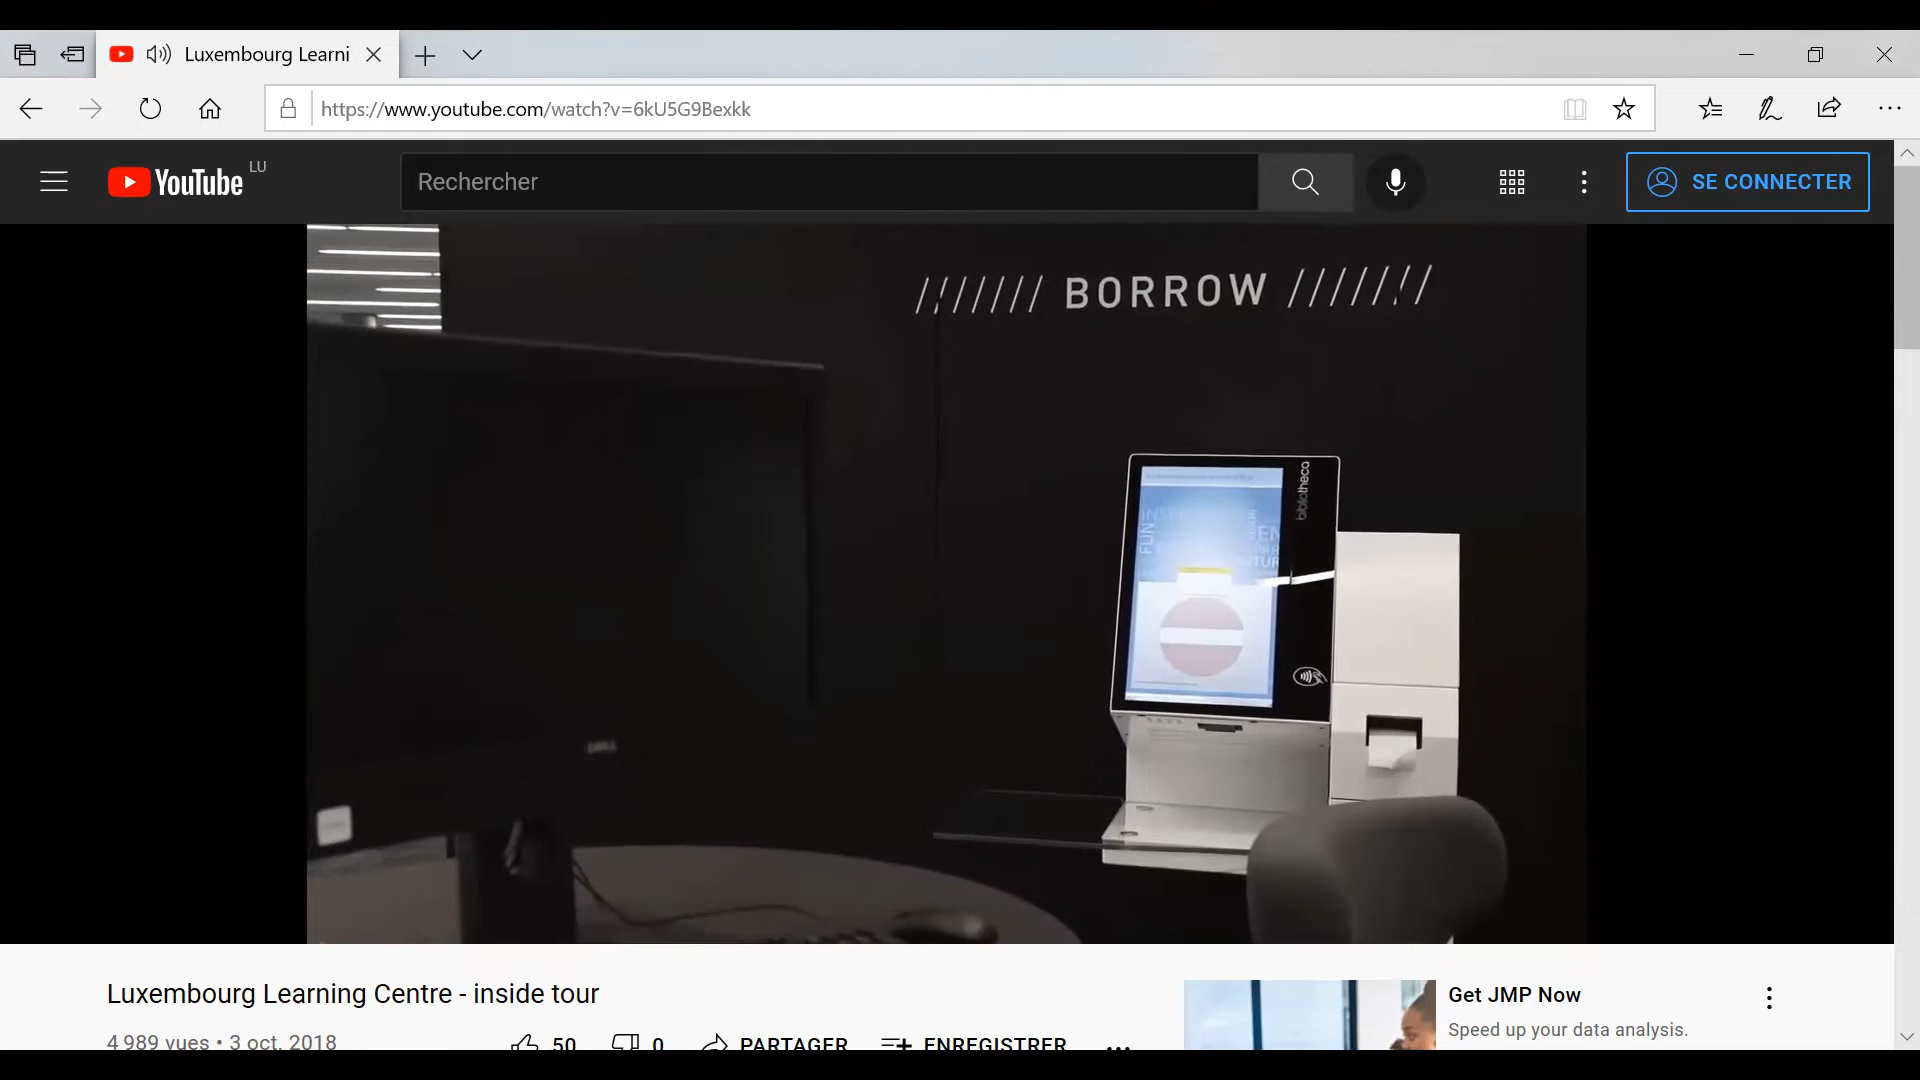 Luxembourg Learni
https://www.youtube.com/watch?v=6kU5G9Bexkk
YouTube LU
Rechercher
SE CONNECTER
/////// BORROW ///////
bibliotheca
FUN
DELL
Luxembourg Learning Centre - inside tour
4 989 vues • 3 oct. 2018
50
0
PARTAGER
ENREGISTRER
Get JMP Now
Speed up your data analysis.